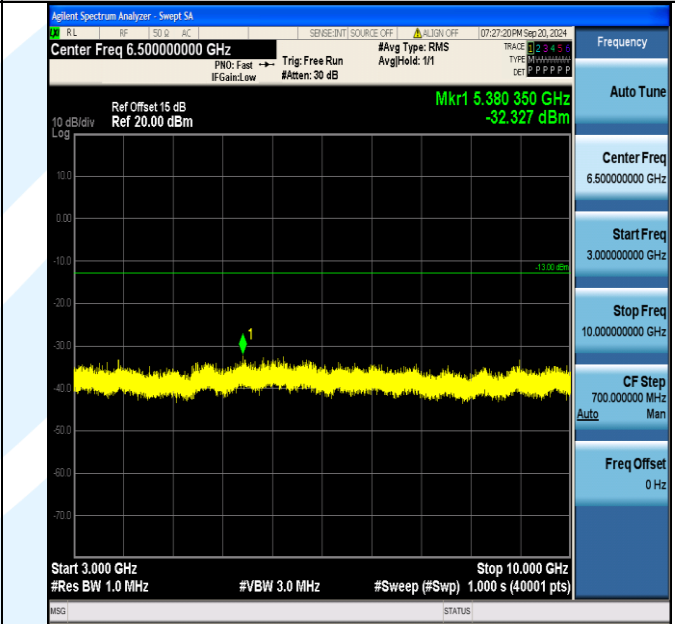 Agilent Spectrum Analyzer - Swept SA
RL RF 50 Ω AC SENSE:INT SOURCE OFF ALIGN OFF 07:27:20 PM Sep 20, 2024
Center Freq 6.500000000 GHz #Avg Type: RMS TRACE 1 2 3 4 5 6
PNO: Fast Trig: Free Run Avg|Hold: 1/1 TYPE M
IFGain:Low #Atten: 30 dB DET P P P P P P
Mkr1 5.380 350 GHz
Ref Offset 15 dB
-32.327 dBm
10 dB/div Ref 20.00 dBm
Log
10.0
0.00
-10.0
-13.00 dBm
-20.0
-30.0
1
-40.0
-50.0
-60.0
-70.0
Start 3.000 GHz Stop 10.000 GHz
#Res BW 1.0 MHz #VBW 3.0 MHz #Sweep (#Swp) 1.000 s (40001 pts)
MSG STATUS
Frequency
Auto Tune
Center Freq
6.500000000 GHz
Start Freq
3.000000000 GHz
Stop Freq
10.000000000 GHz
CF Step
700.000000 MHz
Auto Man
Freq Offset
0 Hz